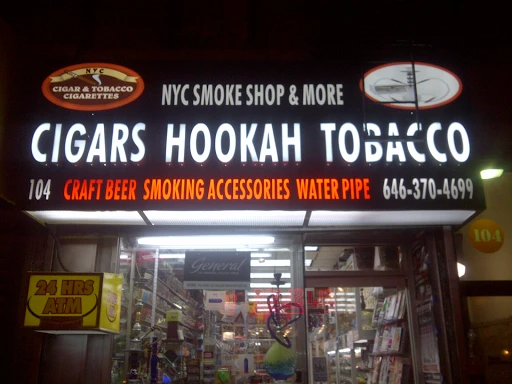 NYC
CIGAR & TOBACCO
CIGARETTES
NYC SMOKE SHOP & MORE
CIGARS HOOKAH TOBACCO
104 CRAFT BEER SMOKING ACCESSORIES WATER PIPE 646-370-4699
104
General
24 HRS
ATM